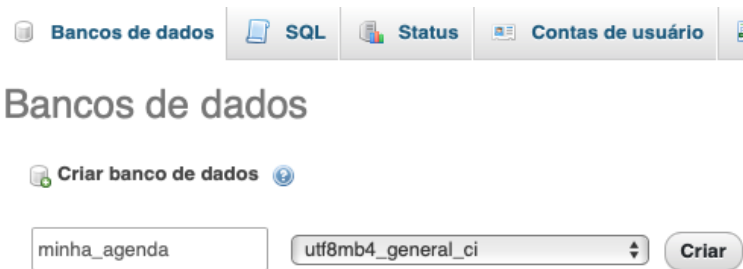 Bancos de dados SQL Status Contas de usuário
Bancos de dados
Criar banco de dados
minha_agenda utf8mb4_general_ci Criar